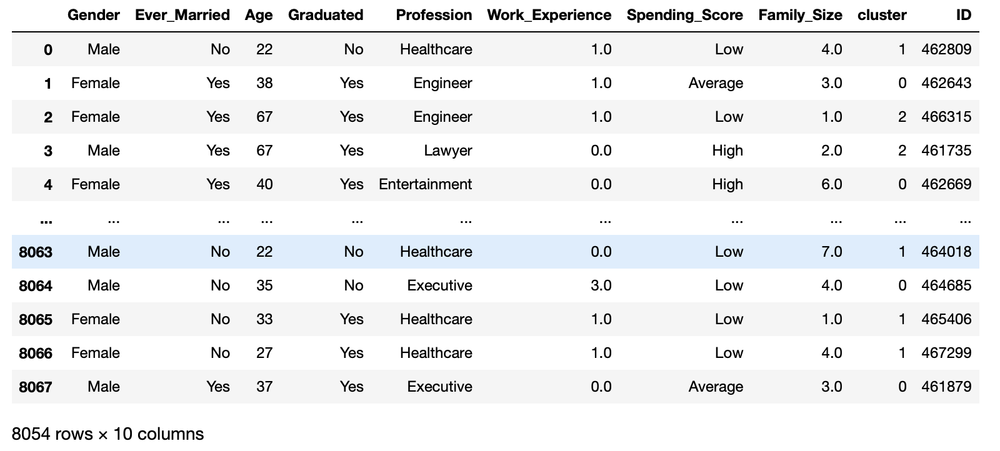 Gender Ever_Married Age Graduated Profession Work_Experience Spending_Score Family_Size cluster ID
0 Male No 22 No Healthcare 1.0 Low 4.0 1 462809
1 Female Yes 38 Yes Engineer 1.0 Average 3.0 0 462643
2 Female Yes 67 Yes Engineer 1.0 Low 1.0 2 466315
3 Male Yes 67 Yes Lawyer 0.0 High 2.0 2 461735
4 Female Yes 40 Yes Entertainment 0.0 High 6.0 0 462669
... ... ... ... ... ... ... ... ... ... ...
8063 Male No 22 No Healthcare 0.0 Low 7.0 1 464018
8064 Male No 35 No Executive 3.0 Low 4.0 0 464685
8065 Female No 33 Yes Healthcare 1.0 Low 1.0 1 465406
8066 Female No 27 Yes Healthcare 1.0 Low 4.0 1 467299
8067 Male Yes 37 Yes Executive 0.0 Average 3.0 0 461879
8054 rows × 10 columns